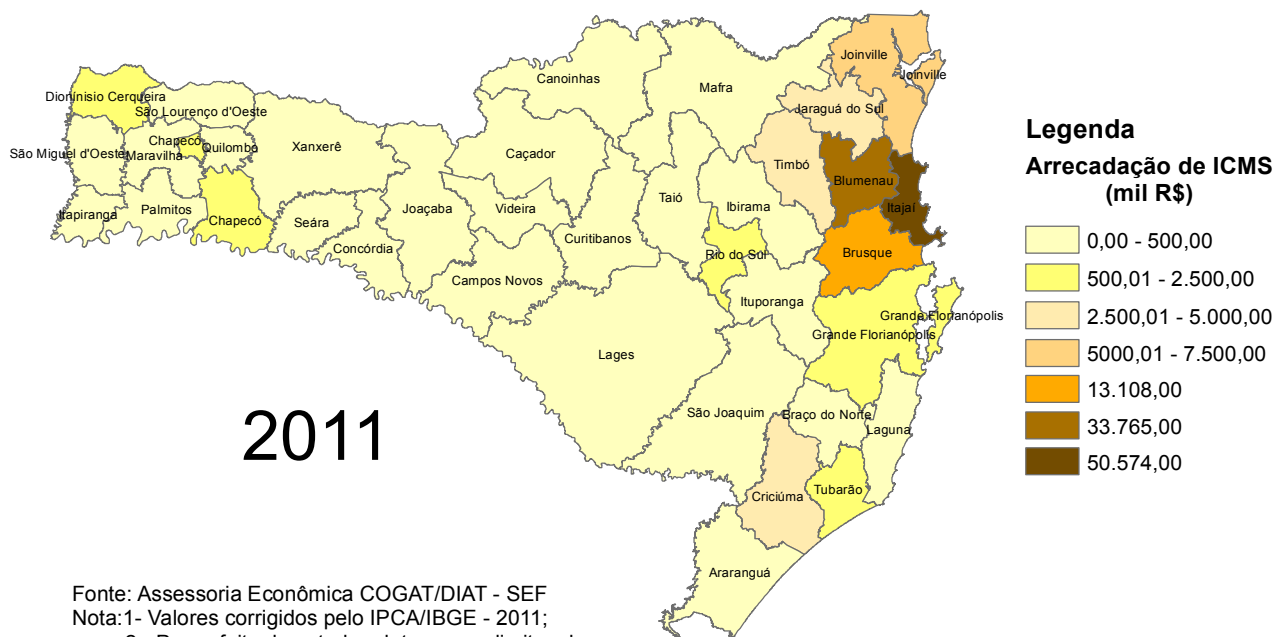 Joinville
Canoinhas
Mafra
Joinville
Dionísio Cerqueira
São Lourenço d'Oeste
Jaraguá do Sul
Chapecó
Quilombo
Xanxerê
São Miguel d'Oeste
Maravilha
Caçador
Timbó
Blumenau
Taió
Ibirama
Itapiranga
Palmitos
Chapecó
Seára
Joaçaba
Videira
Itajaí
Concórdia
Curitibanos
Rio do Sul
Brusque
Campos Novos
Ituporanga
Grande Florianópolis
Grande Florianópolis
Lages
São Joaquim
Braço do Norte
Laguna
Criciúma
Tubarão
Araranguá
2011
Legenda
Arrecadação de ICMS
(mil R$)
0,00 - 500,00
500,01 - 2.500,00
2.500,01 - 5.000,00
5000,01 - 7.500,00
13.108,00
33.765,00
50.574,00
Fonte: Assessoria Econômica COGAT/DIAT - SEF
Nota:1- Valores corrigidos pelo IPCA/IBGE - 2011;